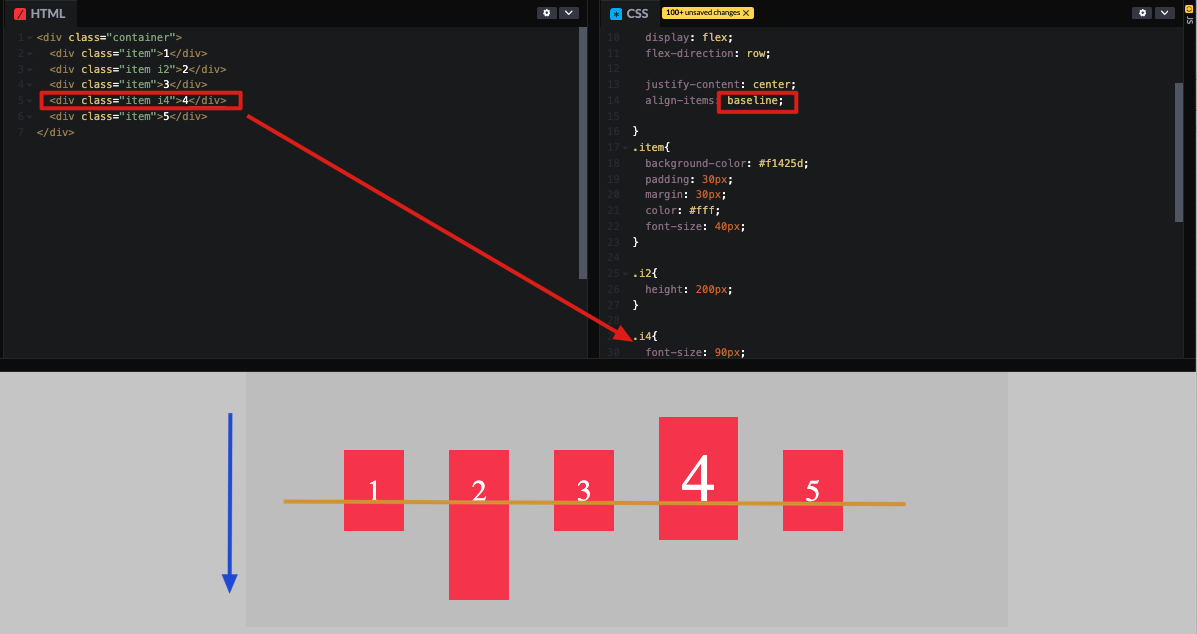 HTML
1 <div class="container">
2 <div class="item">1</div>
3 <div class="item i2">2</div>
4 <div class="item">3</div>
5 <div class="item i4">4</div>
6 <div class="item">5</div>
7 </div>
CSS
100+ unsaved changes X
JS
10 display: flex;
11 flex-direction: row;
12
13 justify-content: center;
14 align-items: baseline;
15
16 }
17 .item{
18 background-color: #f1425d;
19 padding: 30px;
20 margin: 30px;
21 color: #fff;
22 font-size: 40px;
23 }
24
25 .i2{
26 height: 200px;
27 }
28
.i4{
30 font-size: 90px;
1 2 3 4 5